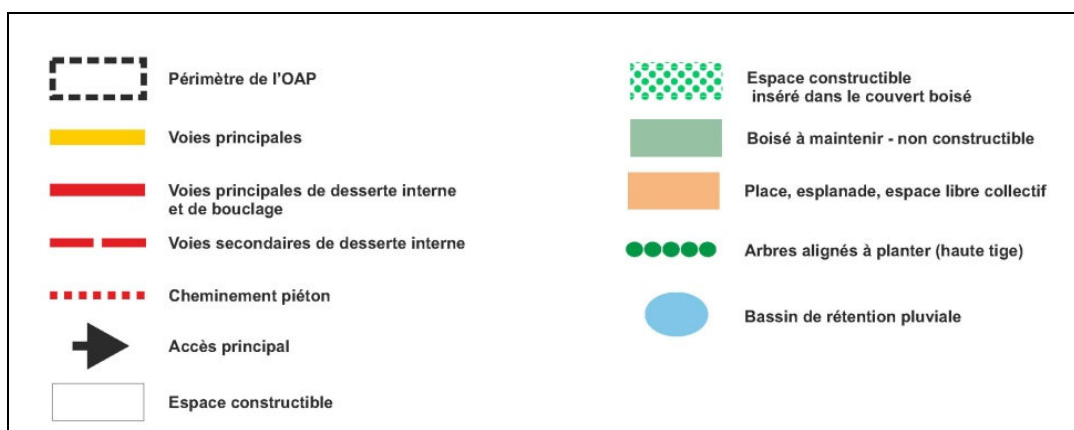 Périmètre de l'OAP
Voies principales
Voies principales de desserte interne
et de bouclage
Voies secondaires de desserte interne
Cheminement piéton
Accès principal
Espace constructible
Espace constructible
inséré dans le couvert boisé
Boisé à maintenir - non constructible
Place, esplanade, espace libre collectif
Arbres alignés à planter (haute tige)
Bassin de rétention pluviale